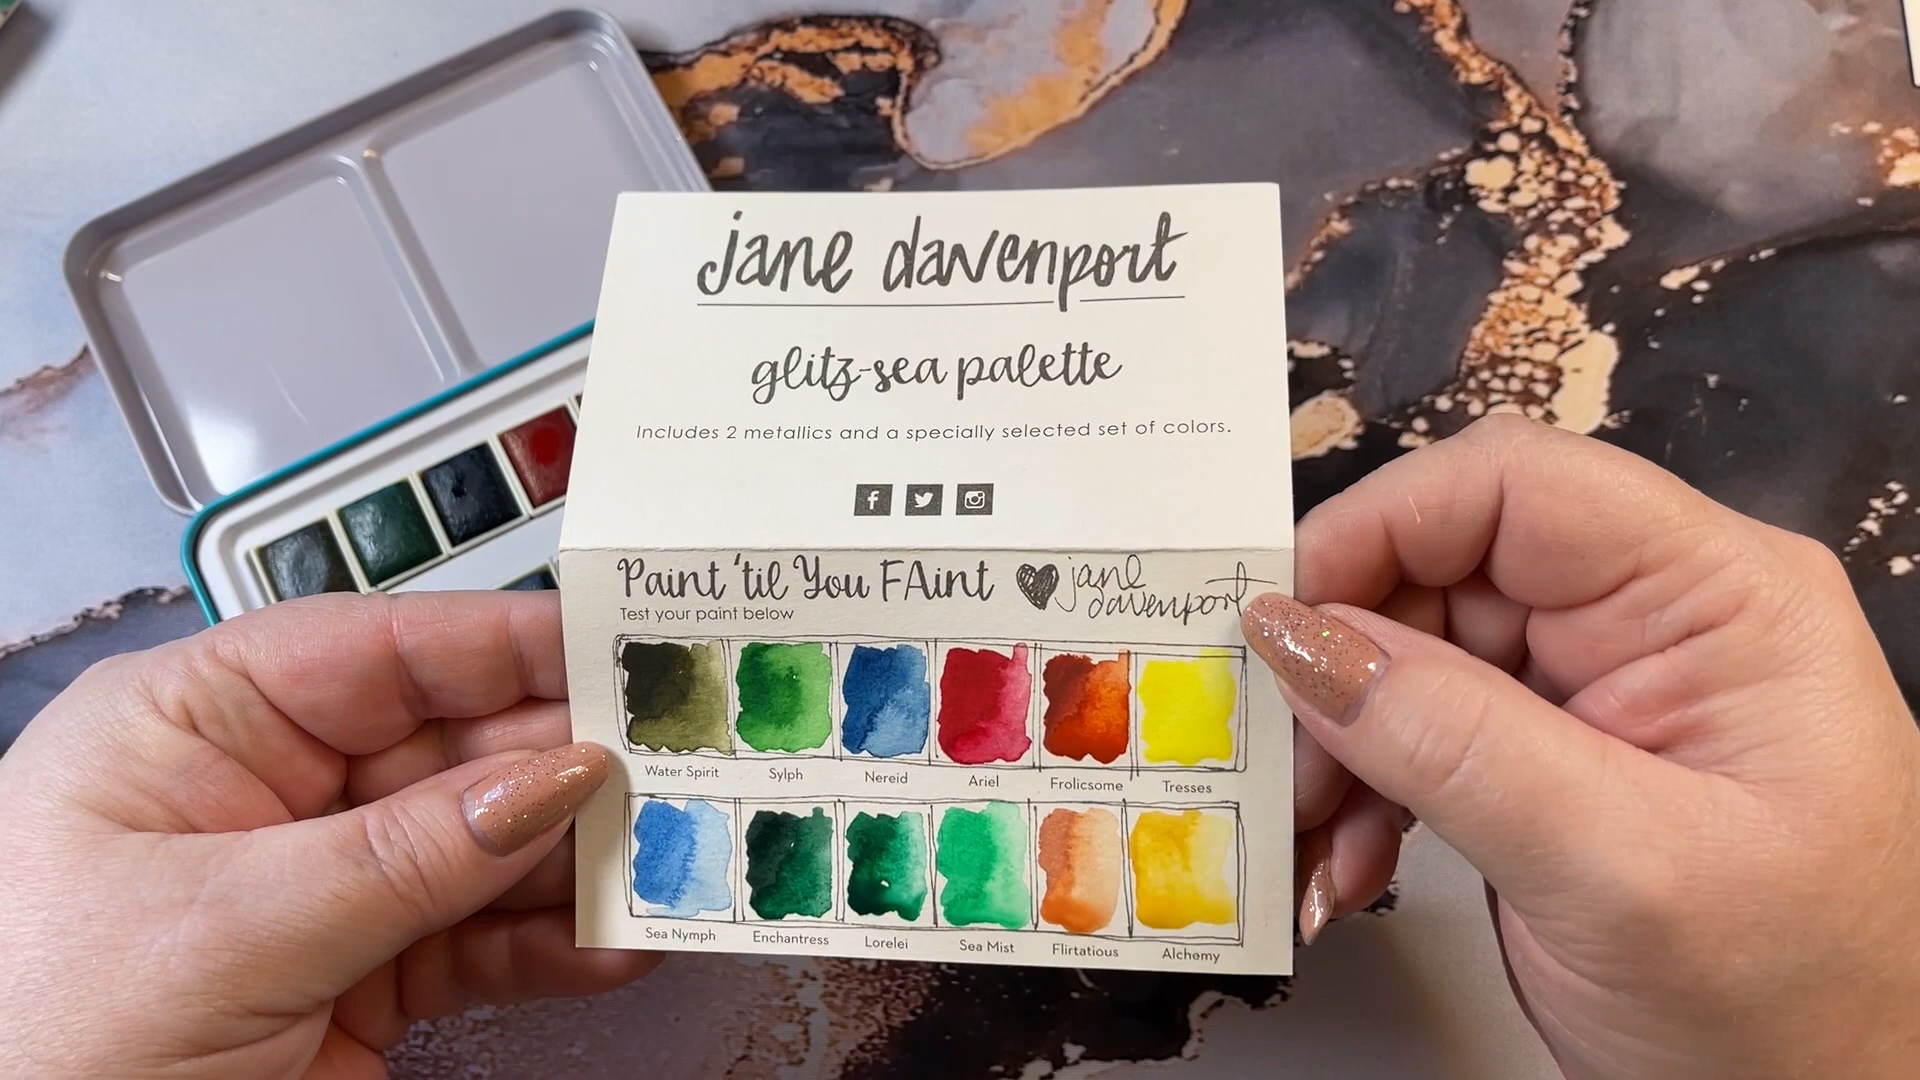 jane davenport
glitz-sea palette
Includes 2 metallics and a specially selected set of colors.
Paint 'til You FAint jane davenport
Test your paint below
Water Spirit Sylph Nereid Ariel Frolicsome Tresses
Sea Nymph Enchantress Lorelei Sea Mist Flirtatious Alchemy